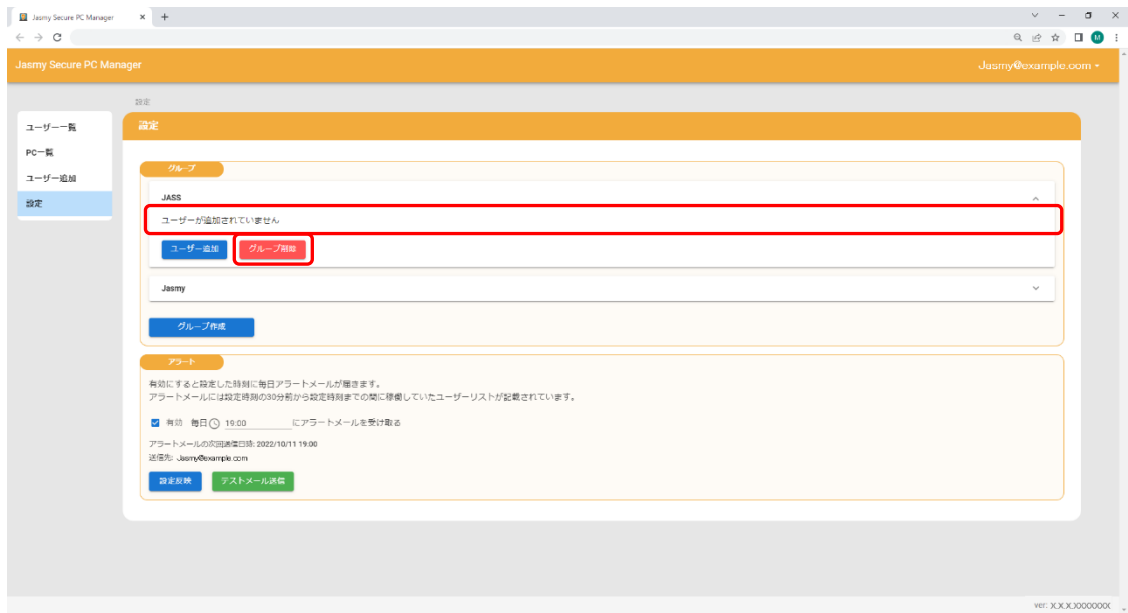 Jasmy Secure PC Manager
M
Jasmy Secure PC Manager
Jasmy@example.com
設定
ユーザー一覧
PC一覧
ユーザー追加
設定
設定
グループ
JASS
ユーザーが追加されていません
ユーザー追加 グループ削除
Jasmy
グループ作成
アラート
有効にすると設定した時刻に毎日アラートメールが届きます。
アラートメールには設定時刻の30分前から設定時刻までの間に稼働していたユーザーリストが記載されています。
有効 毎日 19:00 にアラートメールを受け取る
アラートメールの次回送信日時: 2022/10/11 19:00
送信先: Jasmy@example.com
設定反映 テストメール送信
ver: X.X.X.XXXXXXXX